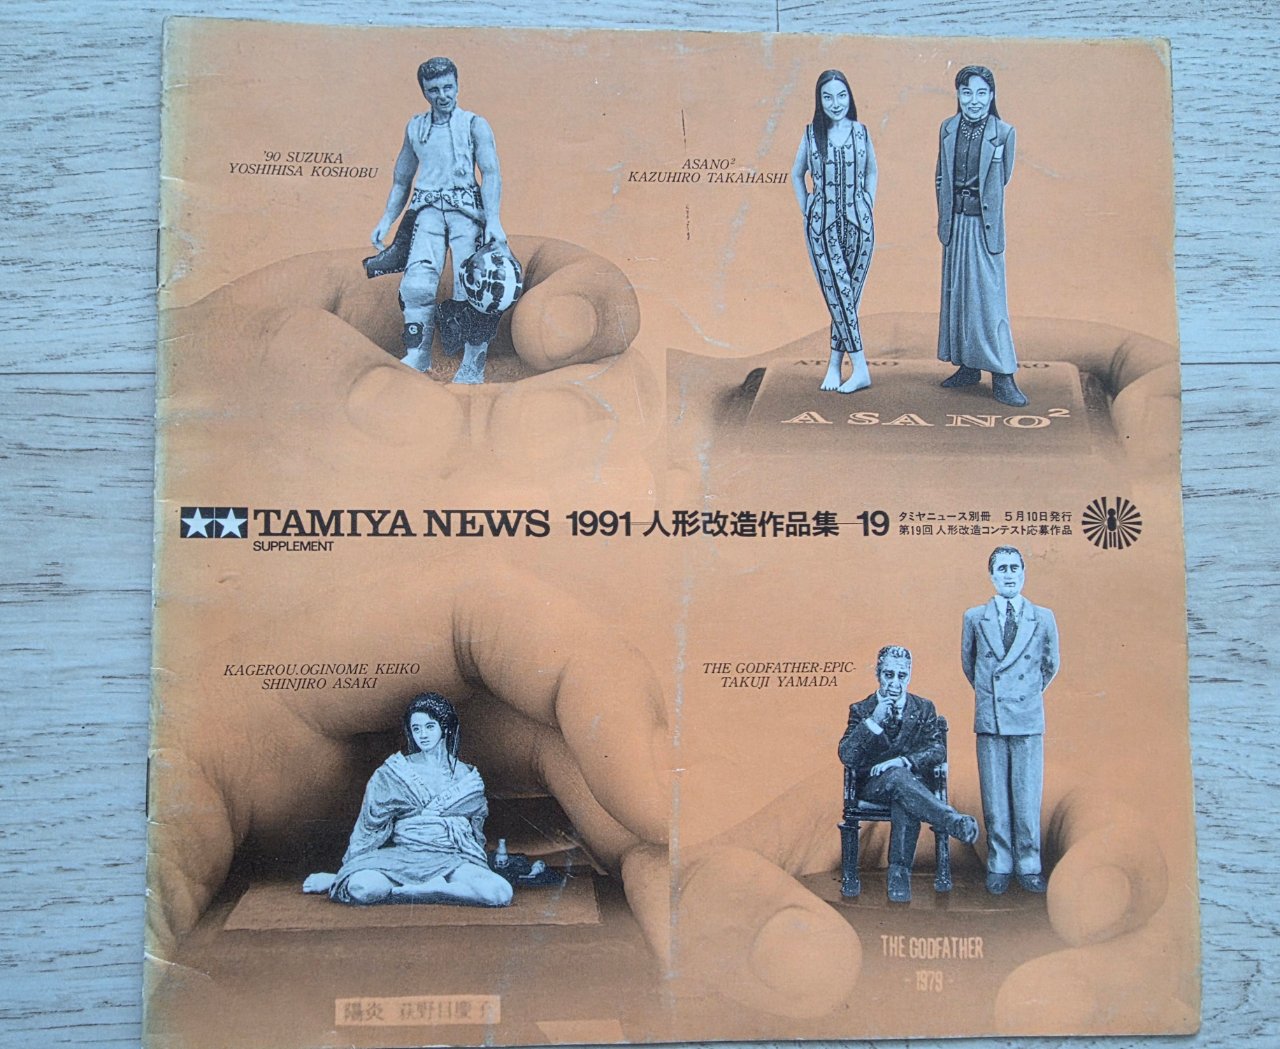 '90 SUZUKA
YOSHIHISA KOSHOBU
ASANO²
KAZUHIRO TAKAHASHI
ASANO²
TAMIYA NEWS
SUPPLEMENT
1991 人形改造作品集 19
タミヤニュース別冊 5月10日発行
第19回 人形改造コンテスト応募作品
KAGEROU.OGINOME KEIKO
SHINJIRO ASAKI
THE GODFATHER-EPIC-
TAKUJI YAMADA
THE GODFATHER
- 1979 -
陽炎 荻野目慶子